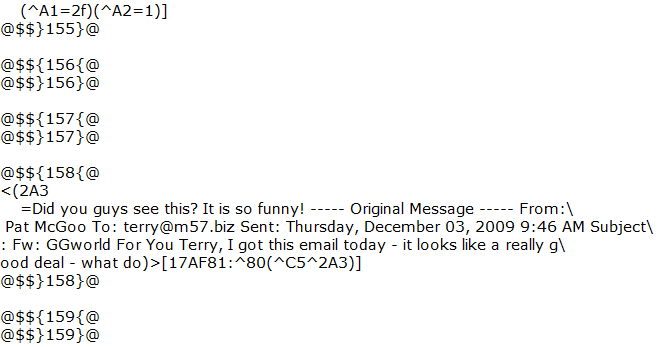 (^A1=2f)(^A2=1)]
@$$}155}@
@$${156{@
@$$}156}@
@$${157{@
@$$}157}@
@$${158{@
<(2A3
=Did you guys see this? It is so funny! ----- Original Message ----- From:\
Pat McGoo To: terry@m57.biz Sent: Thursday, December 03, 2009 9:46 AM Subject\
: Fw: GGworld For You Terry, I got this email today - it looks like a really g\
ood deal - what do)>[17AF81:^80(^C5^2A3)]
@$$}158}@
@$${159{@
@$$}159}@